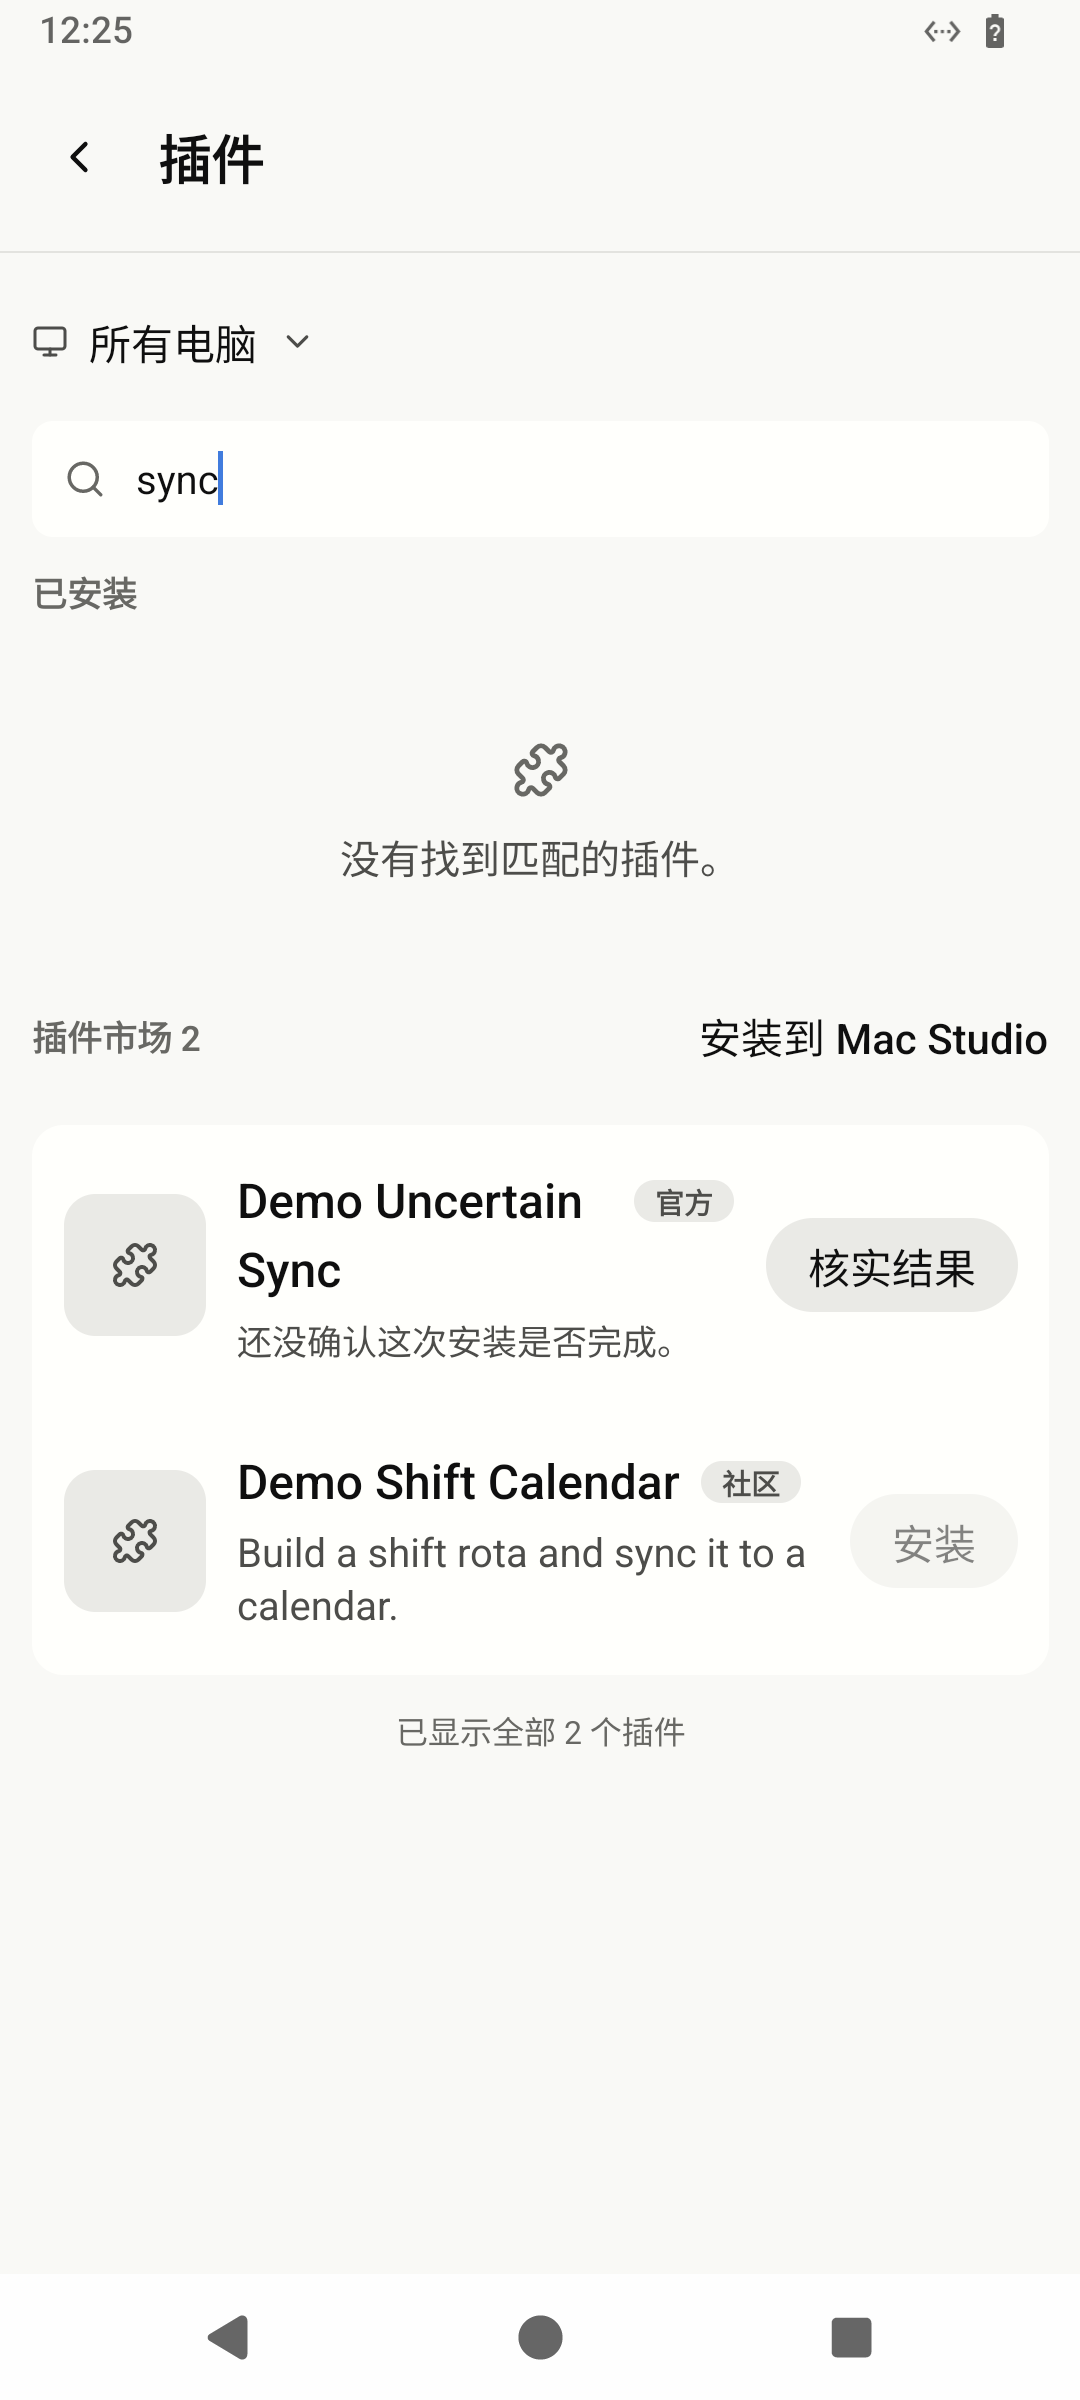 12:25
插件
所有电脑
sync
已安装
没有找到匹配的插件。
插件市场 2
安装到 Mac Studio
Demo Uncertain Sync
官方
还没确认这次安装是否完成。
核实结果
Demo Shift Calendar
社区
Build a shift rota and sync it to a
calendar.
安装
已显示全部 2 个插件